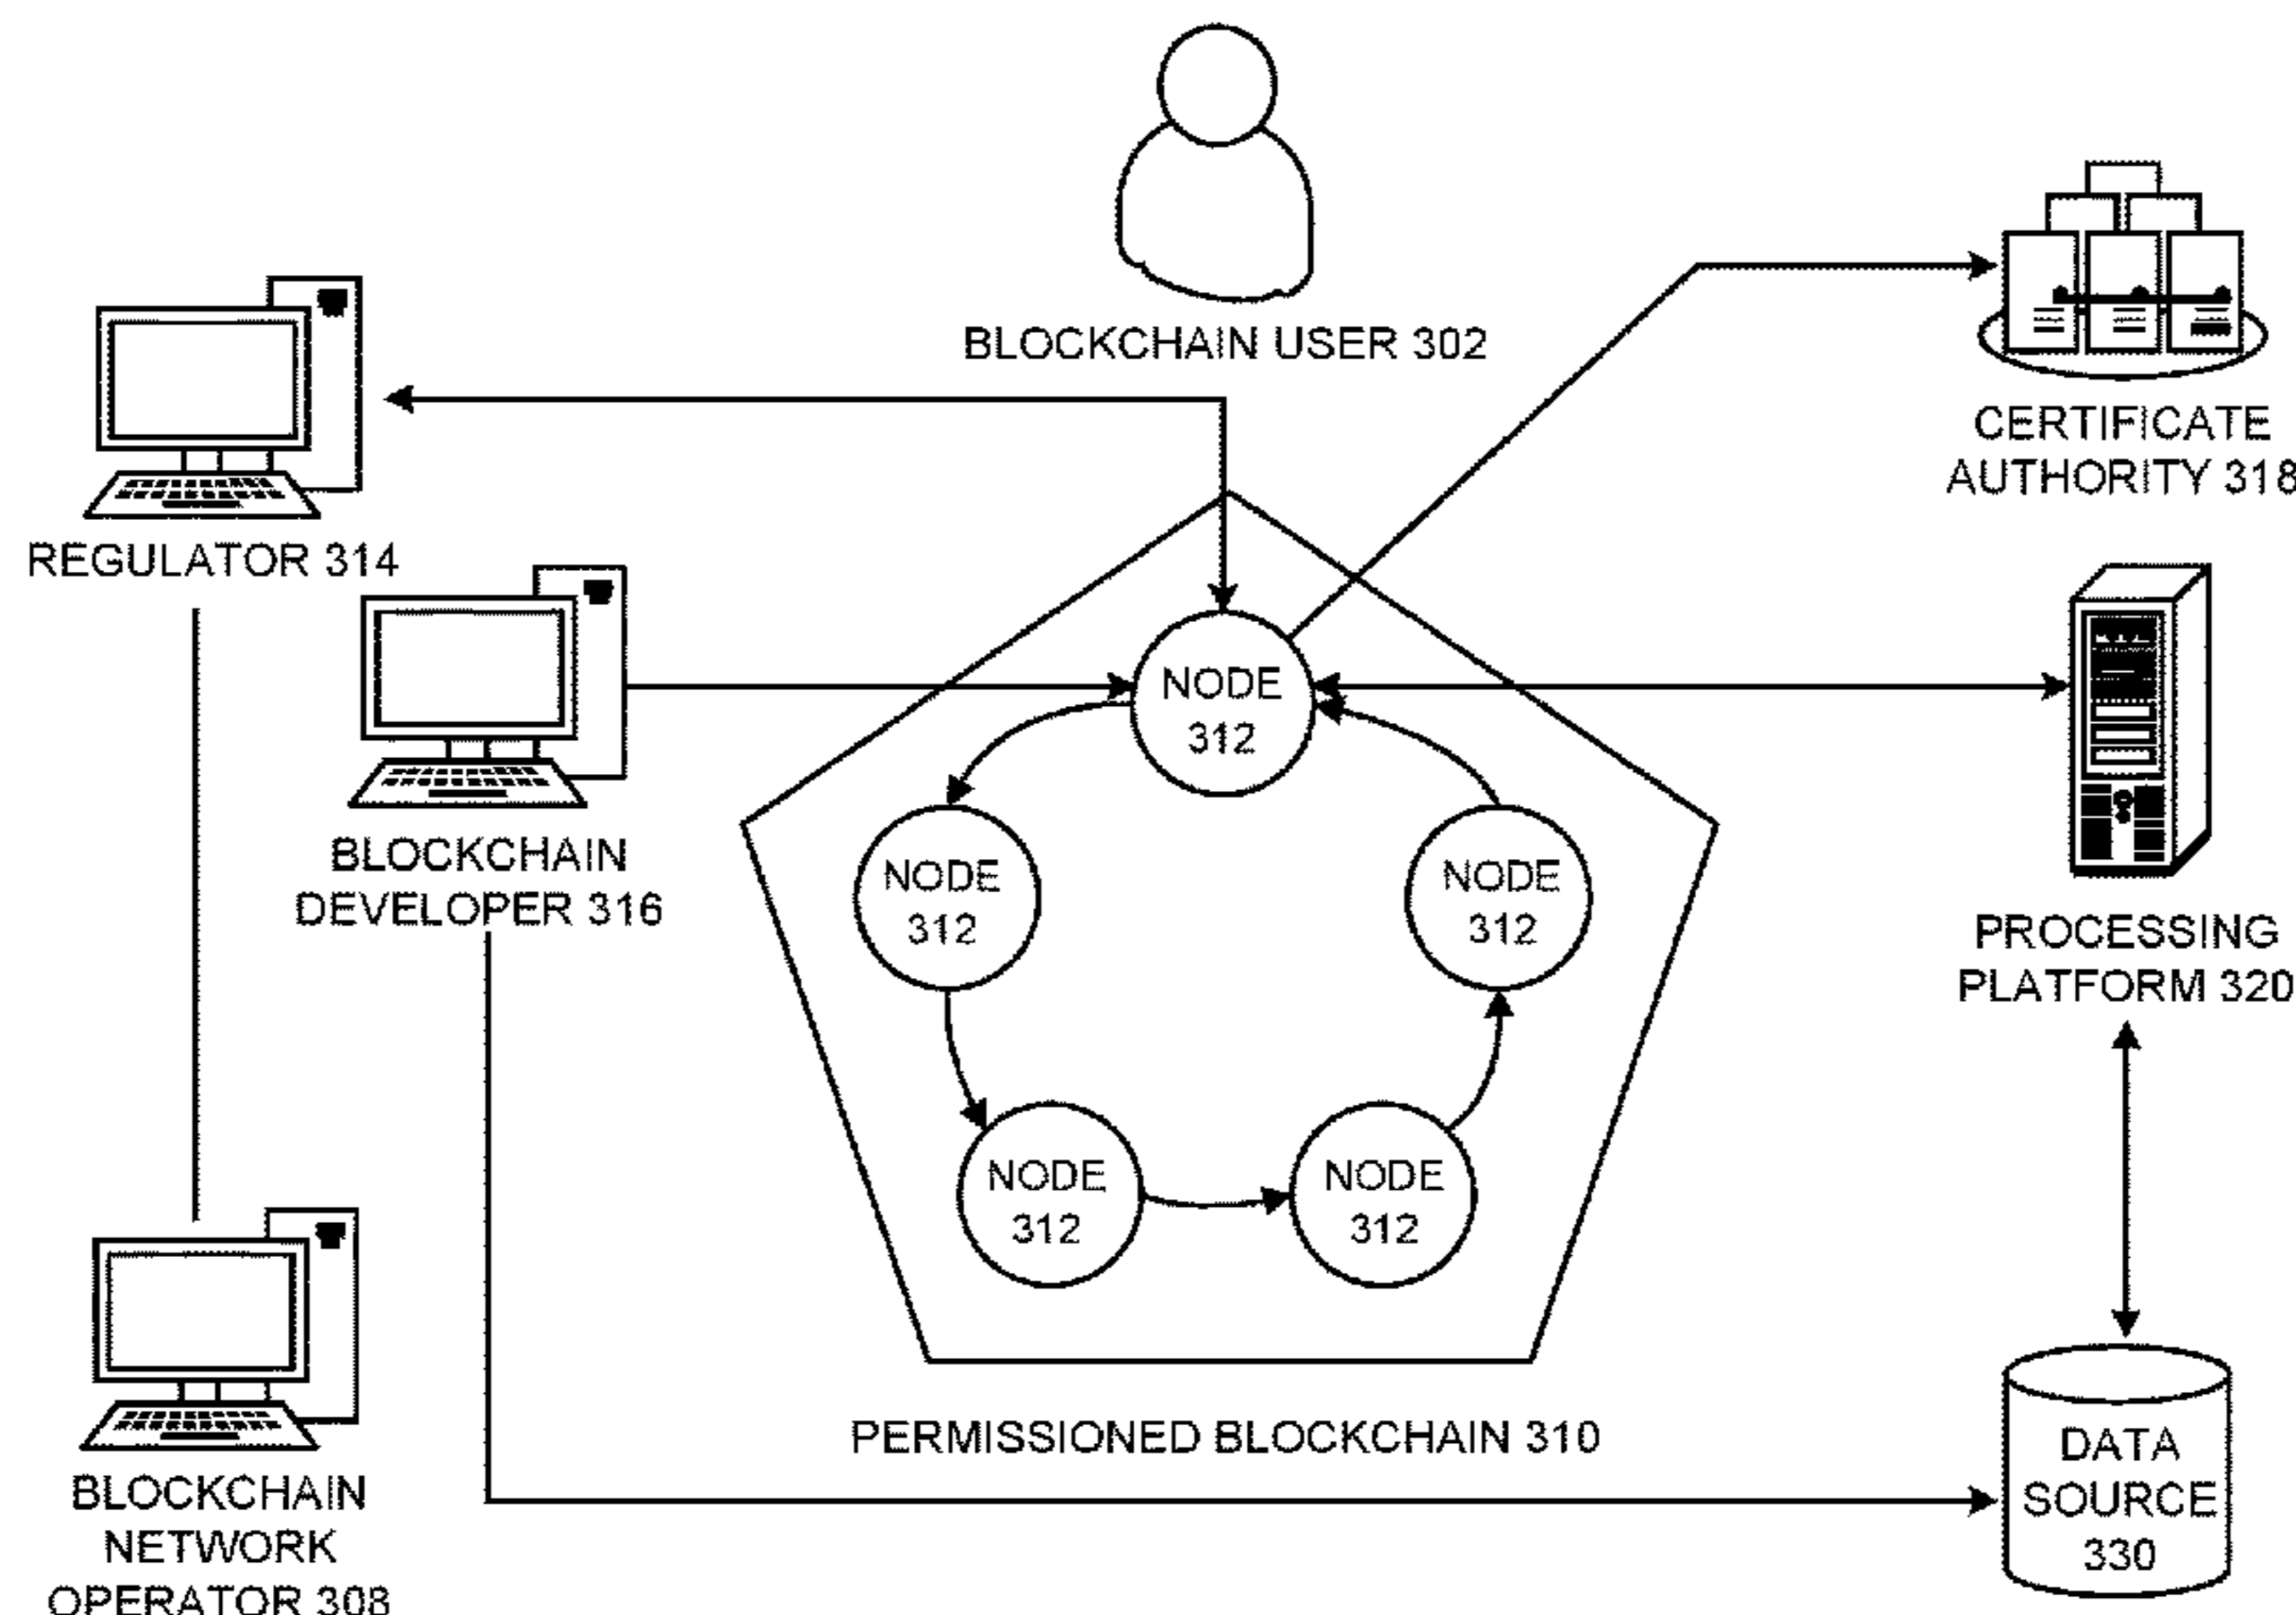 BLOCKCHAIN USER 302
CERTIFICATE
AUTHORITY 318
REGULATOR 314
NODE
312
BLOCKCHAIN
DEVELOPER 316
NODE
312
NODE
312
PROCESSING
PLATFORM 320
NODE
312
NODE
312
PERMISSIONED BLOCKCHAIN 310
DATA
SOURCE
330
BLOCKCHAIN
NETWORK
OPERATOR 308